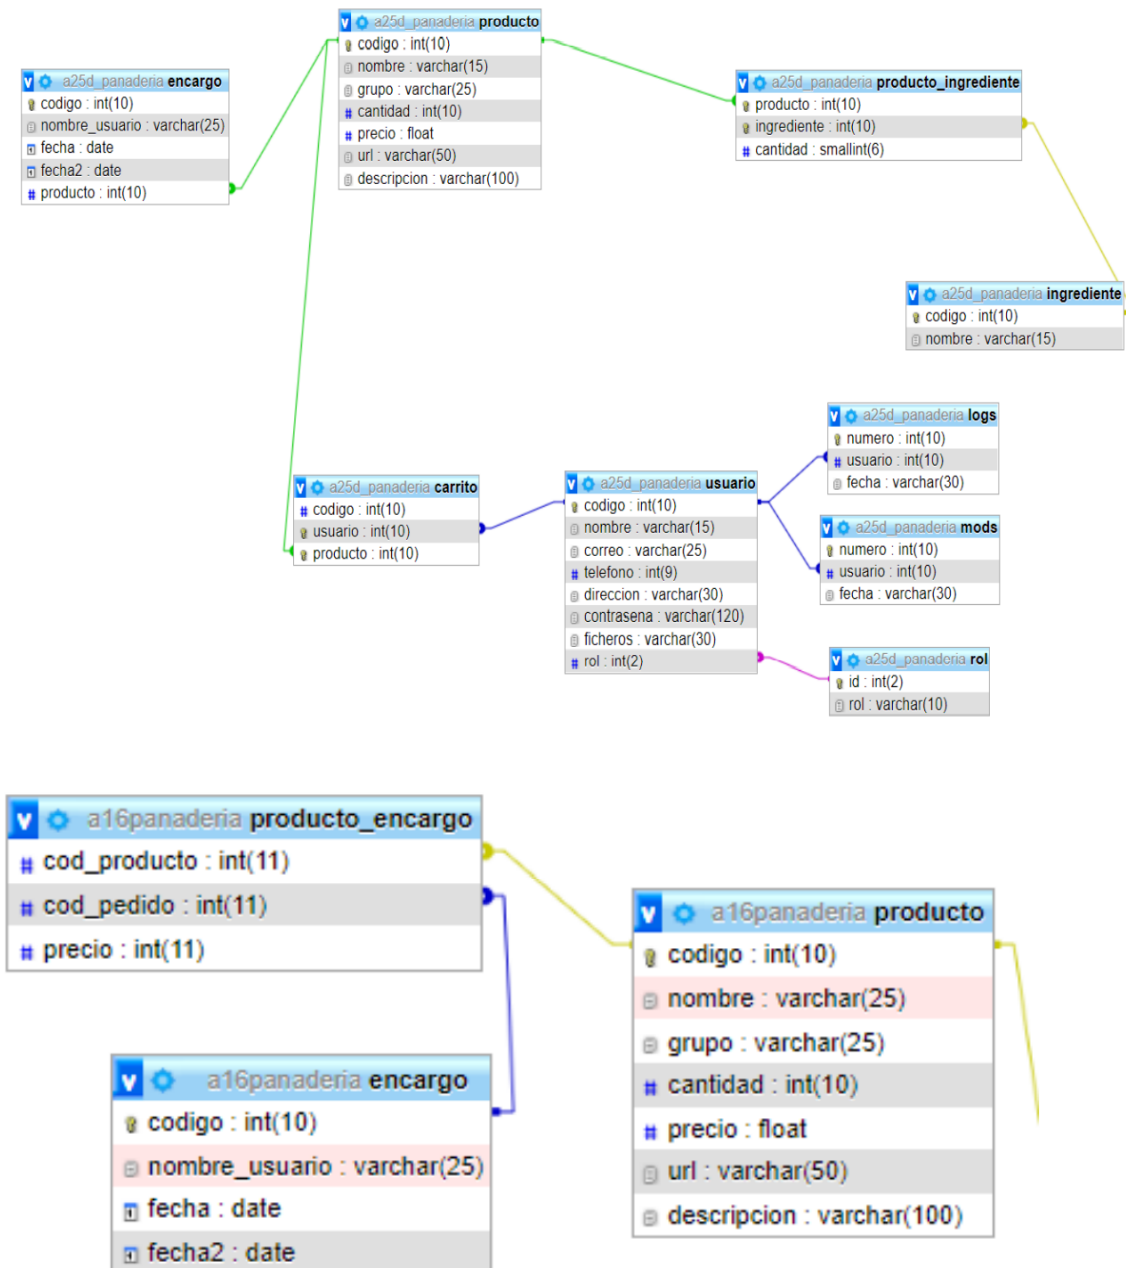 a25d_panaderia producto
codigo : int(10)
nombre : varchar(15)
grupo : varchar(25)
cantidad : int(10)
precio : float
url : varchar(50)
descripcion : varchar(100)
a25d_panaderia encargo
codigo : int(10)
nombre_usuario : varchar(25)
fecha : date
fecha2 : date
producto : int(10)
a25d_panaderia producto_ingrediente
producto : int(10)
ingrediente : int(10)
cantidad : smallint(6)
a25d_panaderia ingrediente
codigo : int(10)
nombre : varchar(15)
a25d_panaderia logs
numero : int(10)
usuario : int(10)
fecha : varchar(30)
a25d_panaderia carrito
codigo : int(10)
usuario : int(10)
producto : int(10)
a25d_panaderia usuario
codigo : int(10)
nombre : varchar(15)
correo : varchar(25)
telefono : int(9)
direccion : varchar(30)
contrasena : varchar(120)
ficheros : varchar(30)
rol : int(2)
a25d_panaderia mods
numero : int(10)
usuario : int(10)
fecha : varchar(30)
a25d_panaderia rol
id : int(2)
rol : varchar(10)
a16panaderia producto_encargo
cod_producto : int(11)
cod_pedido : int(11)
precio : int(11)
a16panaderia producto
codigo : int(10)
nombre : varchar(25)
grupo : varchar(25)
cantidad : int(10)
precio : float
url : varchar(50)
descripcion : varchar(100)
a16panaderia encargo
codigo : int(10)
nombre_usuario : varchar(25)
fecha : date
fecha2 : date